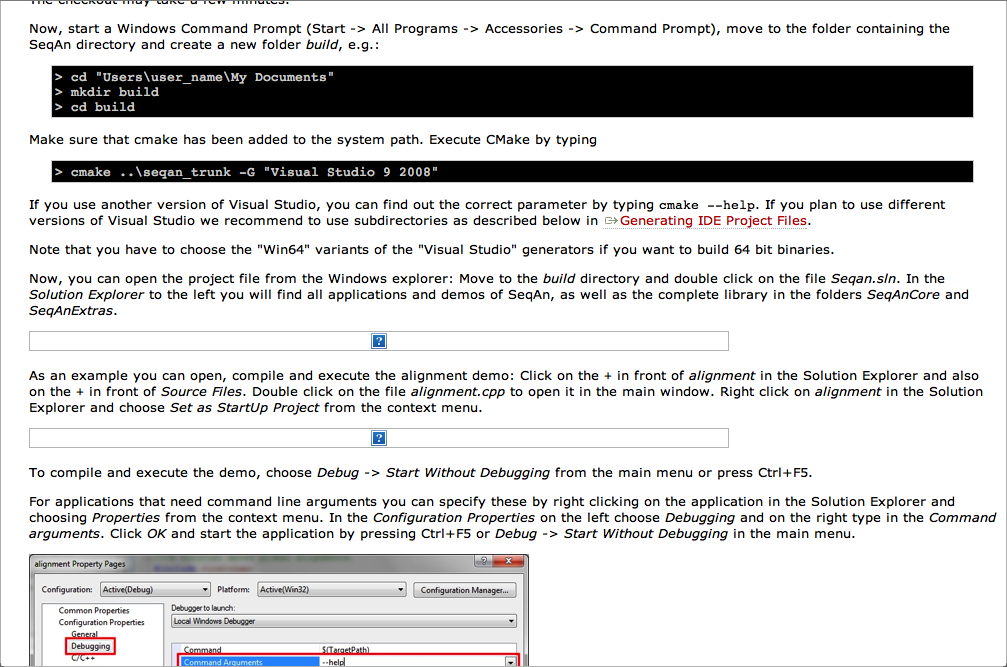 The checkout may take a few minutes.
Now, start a Windows Command Prompt (Start -> All Programs -> Accessories -> Command Prompt), move to the folder containing the
SeqAn directory and create a new folder build, e.g.:
> cd "Users\user_name\My Documents"
> mkdir build
> cd build
Make sure that cmake has been added to the system path. Execute CMake by typing
> cmake ..\seqan_trunk -G "Visual Studio 9 2008"
If you use another version of Visual Studio, you can find out the correct parameter by typing cmake --help. If you plan to use different
versions of Visual Studio we recommend to use subdirectories as described below in Generating IDE Project Files.
Note that you have to choose the "Win64" variants of the "Visual Studio" generators if you want to build 64 bit binaries.
Now, you can open the project file from the Windows explorer: Move to the build directory and double click on the file Seqan.sln. In the
Solution Explorer to the left you will find all applications and demos of SeqAn, as well as the complete library in the folders SeqAnCore and
SeqAnExtras.
?
As an example you can open, compile and execute the alignment demo: Click on the + in front of alignment in the Solution Explorer and also
on the + in front of Source Files. Double click on the file alignment.cpp to open it in the main window. Right click on alignment in the Solution
Explorer and choose Set as StartUp Project from the context menu.
?
To compile and execute the demo, choose Debug -> Start Without Debugging from the main menu or press Ctrl+F5.
For applications that need command line arguments you can specify these by right clicking on the application in the Solution Explorer and
choosing Properties from the context menu. In the Configuration Properties on the left choose Debugging and on the right type in the Command
arguments. Click OK and start the application by pressing Ctrl+F5 or Debug -> Start Without Debugging in the main menu.
alignment Property Pages ? x
Configuration: Active(Debug) Platform: Active(Win32) Configuration Manager...
Common Properties
Configuration Properties
General
Debugging
C/C++
Debugger to launch:
Local Windows Debugger
Command $(TargetPath)
Command Arguments --help